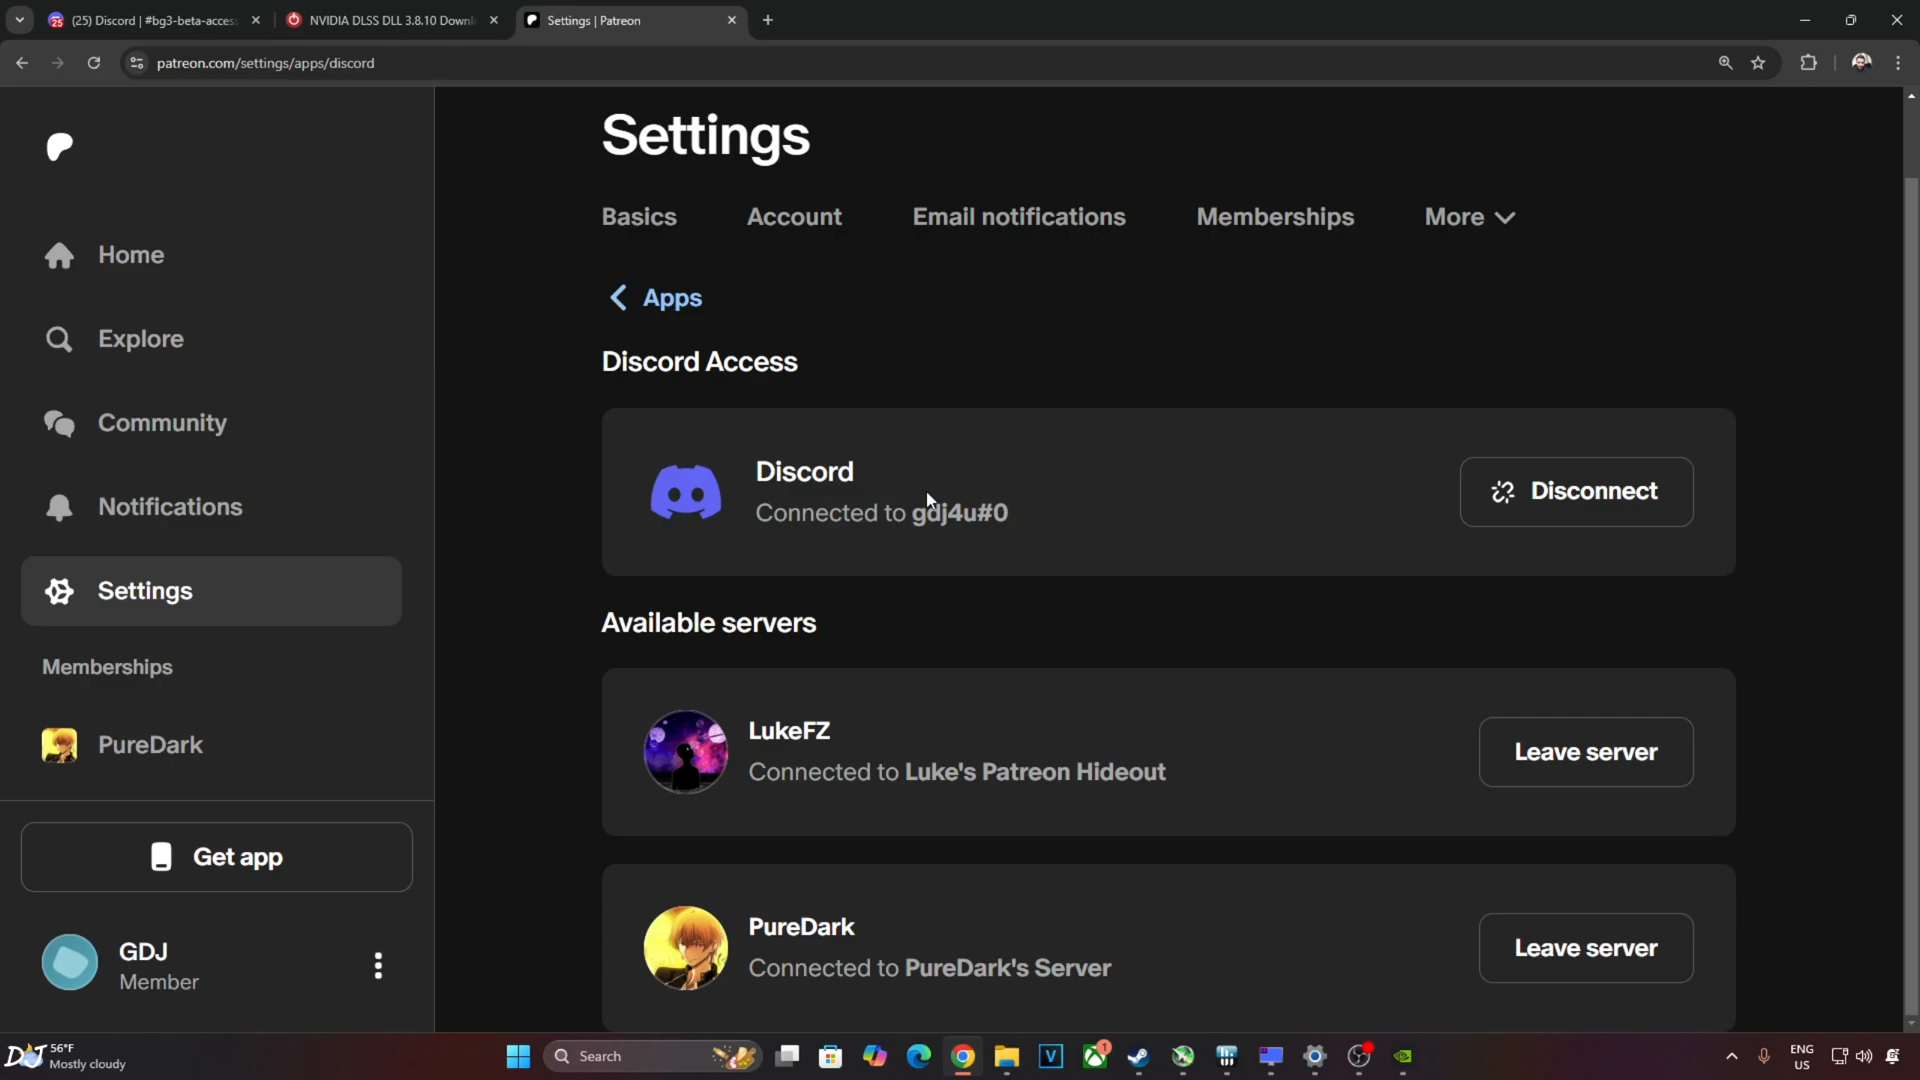 (25) Discord | #bg3-beta-access
NVIDIA DLSS DLL 3.8.10 Downl
Settings | Patreon
patreon.com/settings/apps/discord
Settings
Basics
Account
Email notifications
Memberships
More
Home
Explore
Community
Notifications
Settings
Memberships
PureDark
Get app
GDJ
Member
Apps
Discord Access
Discord
Connected to gdj4u#0
Disconnect
Available servers
LukeFZ
Connected to Luke's Patreon Hideout
Leave server
PureDark
Connected to PureDark's Server
Leave server
56°F
Mostly cloudy
Search
V
1
ENG
US